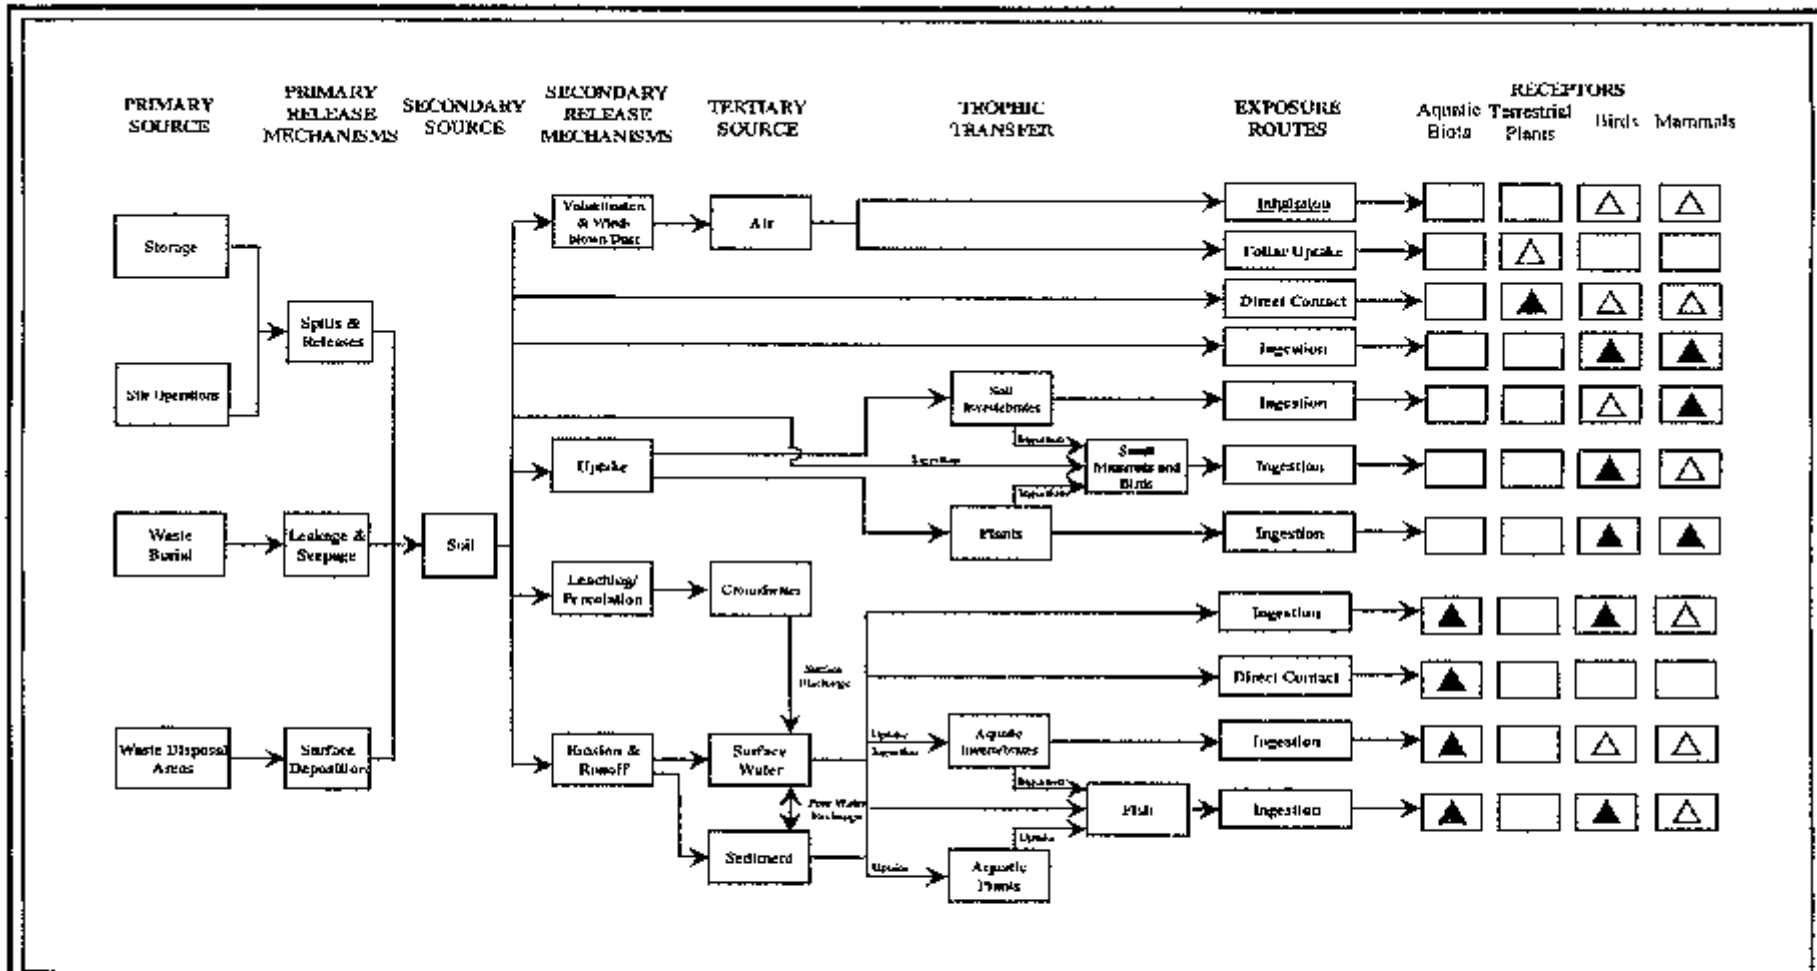 RECEPTORS
PRIMARY
SOURCE
PRIMARY
RELEASE
MECHANISMS
SECONDARY
SOURCE
SECONDARY
RELEASE
MECHANISMS
TERTIARY
SOURCE
TROPHIC
TRANSFER
EXPOSURE
ROUTES
Aquatic
Biota
Terrestrial
Plants
Birds
Mammals
Storage
Site Operations
Waste
Burial
Waste Disposal
Areas
Spills &
Releases
Leakage &
Seepage
Surface
Deposition
Soil
& Wind-
blown Dust
Uptake
Leaching/
Percolation
Erosion &
Runoff
Air
Groundwater
Surface
Discharge
Surface
Water
Pore Water
Sediment
Soil
Invertebrates
Ingestion
Ingestion
Small
Mammals and
Birds
Ingestion
Plants
Uptake
Ingestion
Aquatic
Invertebrates
Ingestion
Fish
Uptake
Uptake
Aquatic
Plants
Inhalation
Foliar Uptake
Direct Contact
Ingestion
Ingestion
Ingestion
Ingestion
Ingestion
Direct Contact
Ingestion
Ingestion